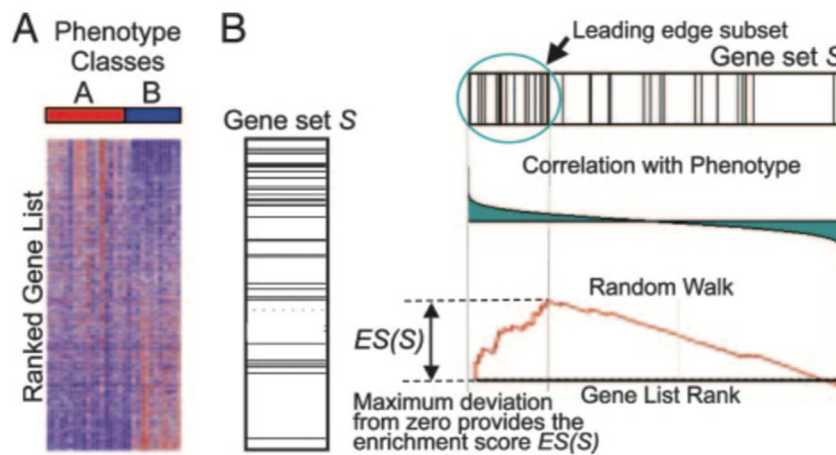 A
Phenotype
Classes
A B
Ranked Gene List
B
Gene set S
Leading edge subset
Gene set S
Correlation with Phenotype
Random Walk
ES(S)
Gene List Rank
Maximum deviation
from zero provides the
enrichment score ES(S)